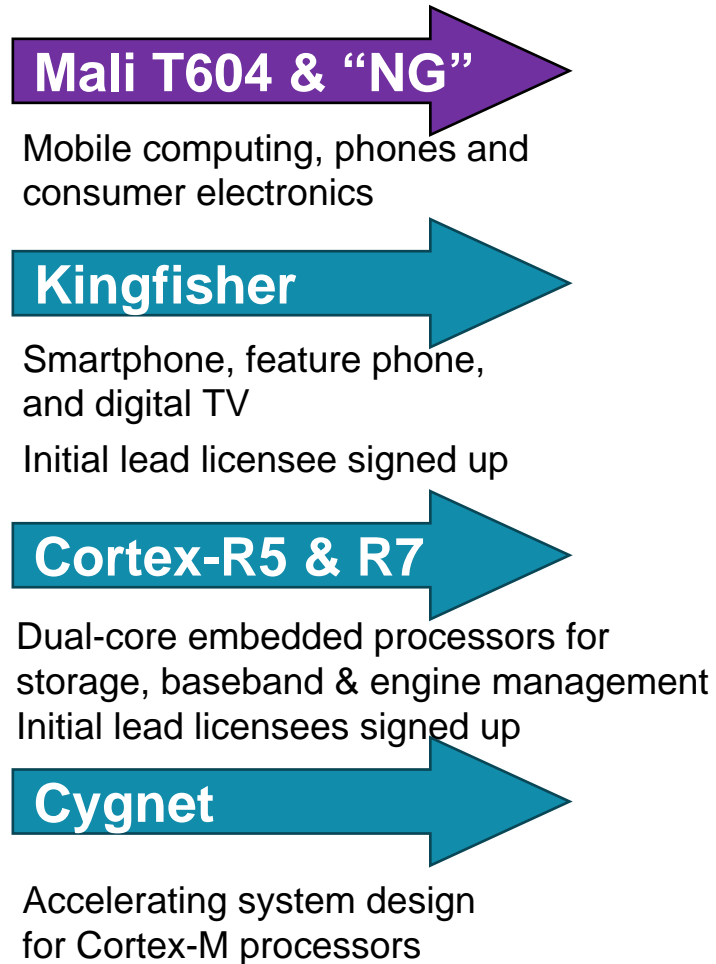 Mali T604 & “NG”
Mobile computing, phones and
consumer electronics
Kingfisher
Smartphone, feature phone,
and digital TV
Initial lead licensee signed up
Cortex-R5 & R7
Dual-core embedded processors for
storage, baseband & engine management
Initial lead licensees signed up
Cygnet
Accelerating system design
for Cortex-M processors